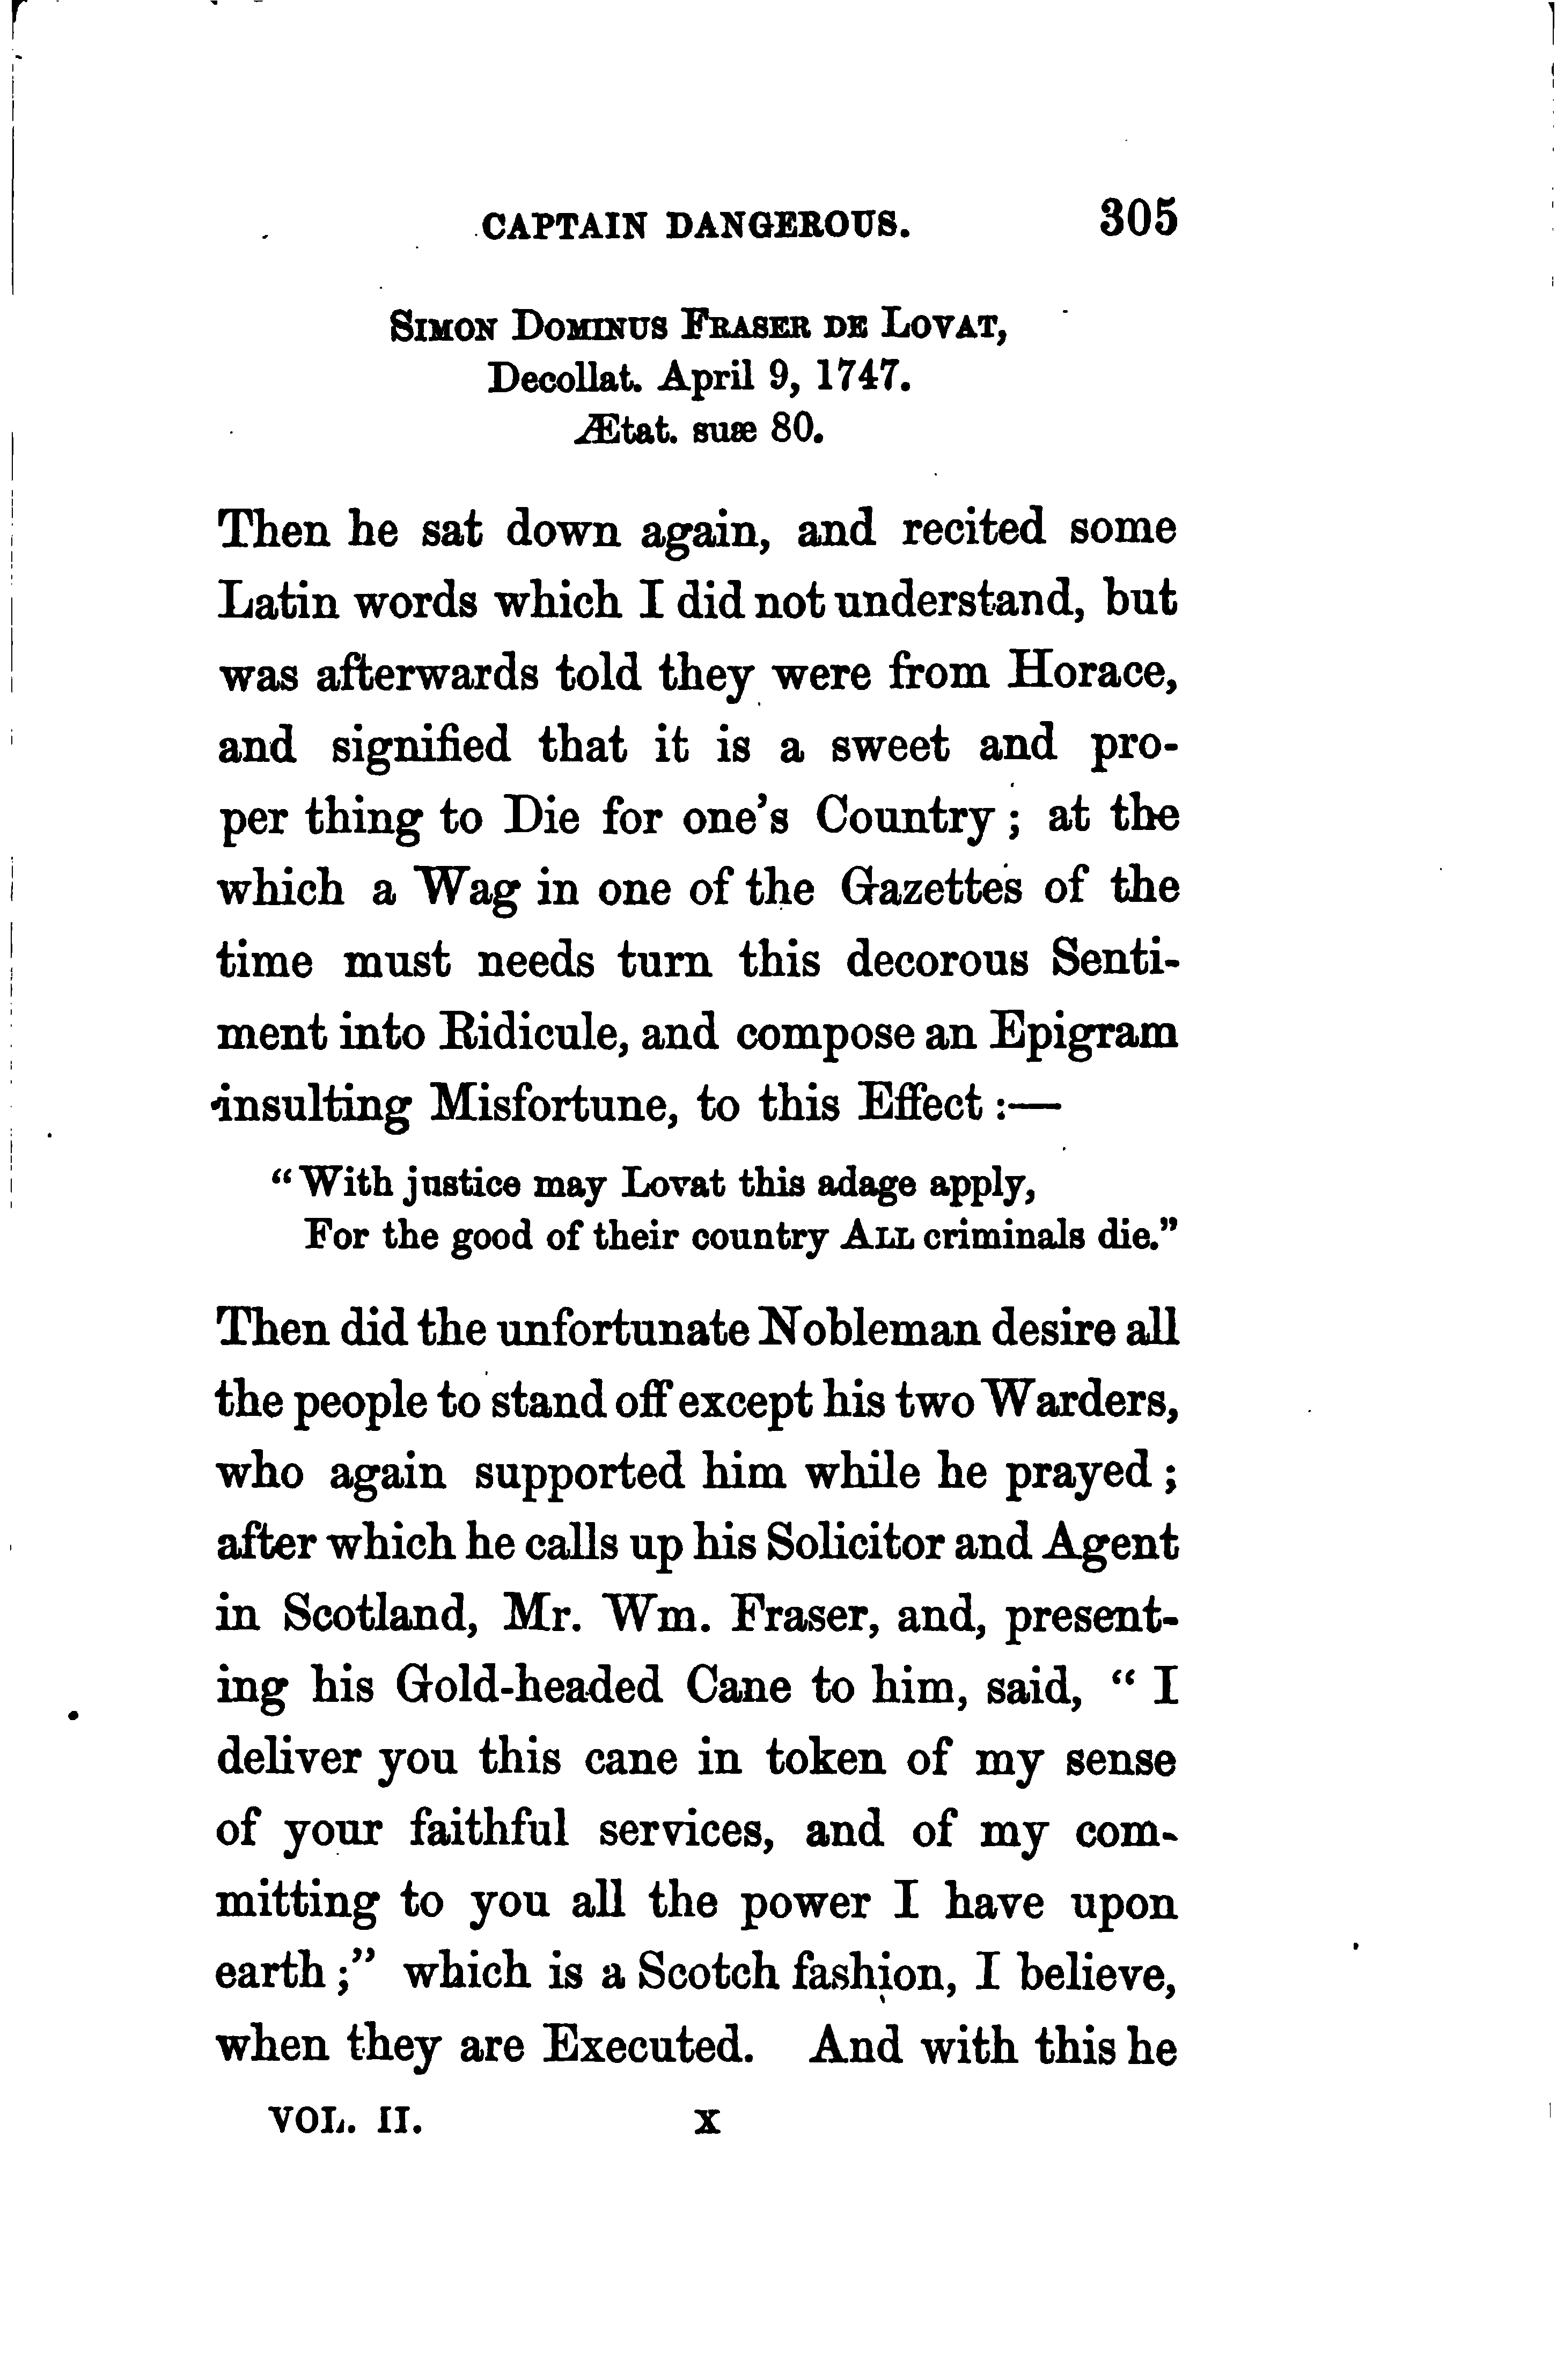 CAPTAIN DANGEROUS. 305
SIMON DOMINUS FRASER DE LOVAT,
Decollat. April 9, 1747.
Ætat. suæ 80.
Then he sat down again, and recited some
Latin words which I did not understand, but
was afterwards told they were from Horace,
and signified that it is a sweet and pro-
per thing to Die for one's Country; at the
which a Wag in one of the Gazettes of the
time must needs turn this decorous Senti-
ment into Ridicule, and compose an Epigram
insulting Misfortune, to this Effect:—
"With justice may Lovat this adage apply,
For the good of their country ALL criminals die."
Then did the unfortunate Nobleman desire all
the people to stand off except his two Warders,
who again supported him while he prayed;
after which he calls up his Solicitor and Agent
in Scotland, Mr. Wm. Fraser, and, present-
ing his Gold-headed Cane to him, said, "I
deliver you this cane in token of my sense
of your faithful services, and of my com-
mitting to you all the power I have upon
earth;" which is a Scotch fashion, I believe,
when they are Executed. And with this he
VOL. II. X